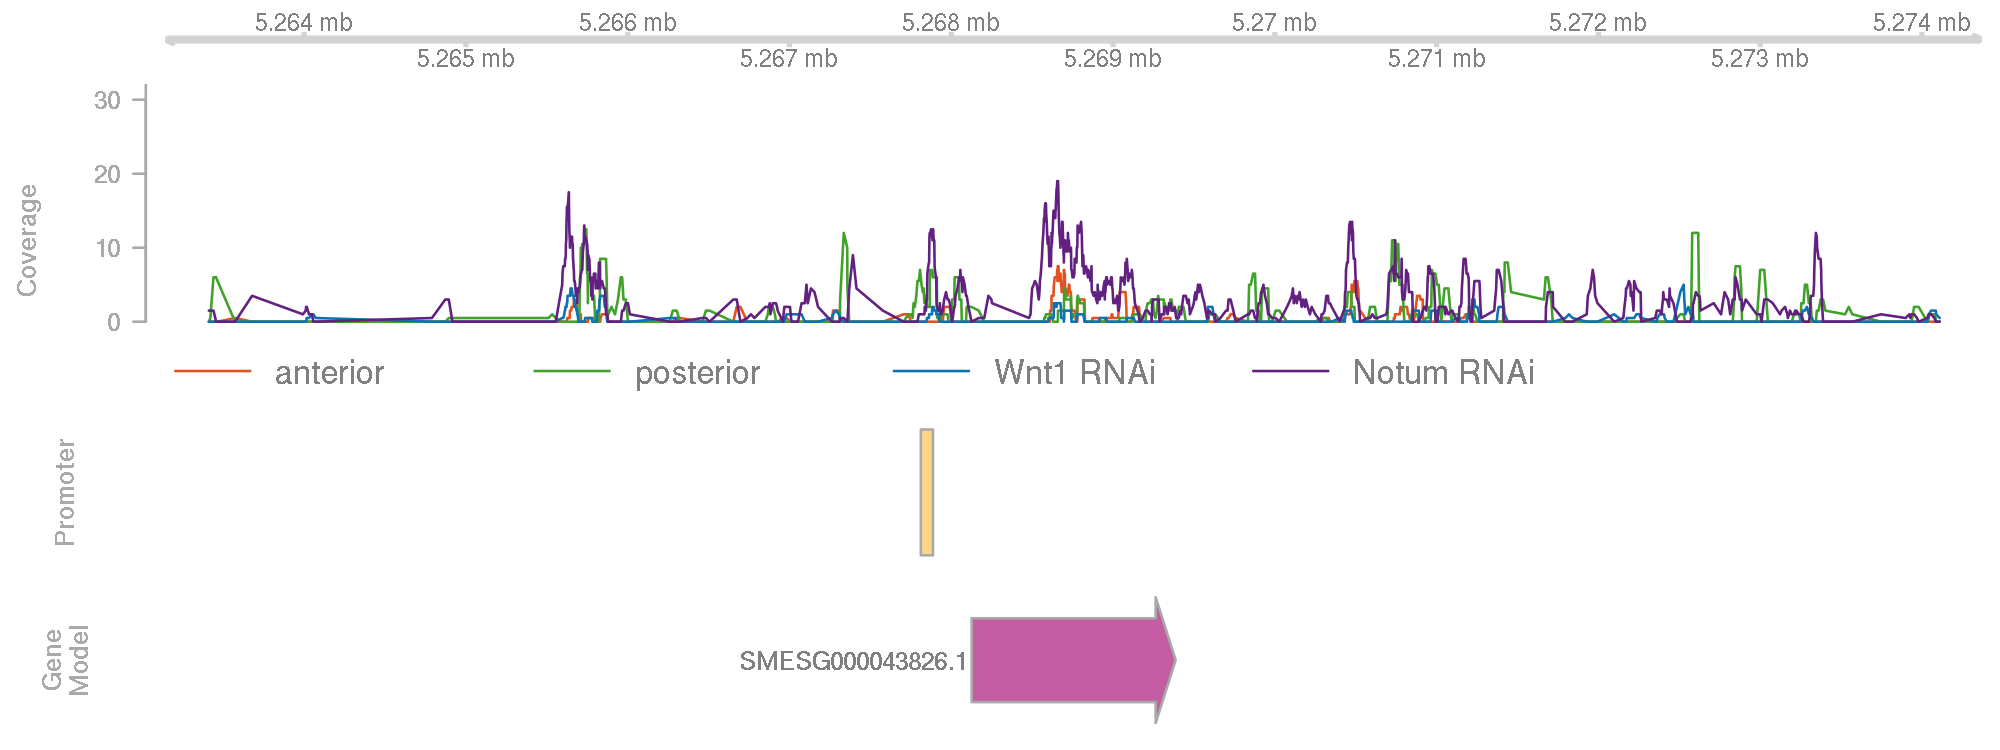 5.264 mb 5.266 mb 5.268 mb 5.27 mb 5.272 mb 5.274 mb
5.265 mb 5.267 mb 5.269 mb 5.271 mb 5.273 mb
30
20
10
0
Coverage
anterior posterior Wnt1 RNAi Notum RNAi
Promoter
Gene
Model
SMESG000043826.1